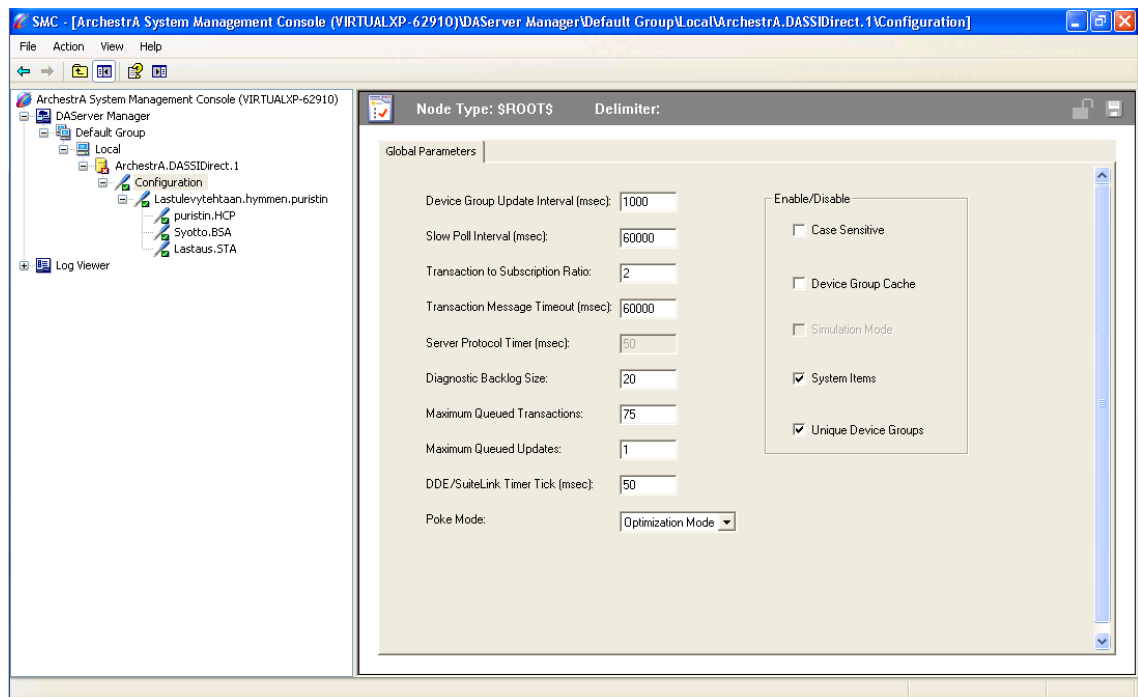 SMC - [ArchestrA System Management Console (VIRTUALXP-62910)\DAServer Manager\Default Group\Local\ArchestrA.DASSIDirect.1\Configuration]
File Action View Help
ArchestrA System Management Console (VIRTUALXP-62910)
DAServer Manager
Default Group
Local
ArchestrA.DASSIDirect.1
Configuration
Lastulevytehtaan.hymmen.puristin
puristin.HCP
Syotto.BSA
Lastaus.STA
Log Viewer
Node Type: $ROOT$ Delimiter:
Global Parameters
Device Group Update Interval (msec): 1000
Slow Poll Interval (msec): 60000
Transaction to Subscription Ratio: 2
Transaction Message Timeout (msec): 60000
Server Protocol Timer (msec): 50
Diagnostic Backlog Size: 20
Maximum Queued Transactions: 75
Maximum Queued Updates: 1
DDE/SuiteLink Timer Tick (msec): 50
Poke Mode: Optimization Mode
Enable/Disable
Case Sensitive
Device Group Cache
Simulation Mode
System Items
Unique Device Groups